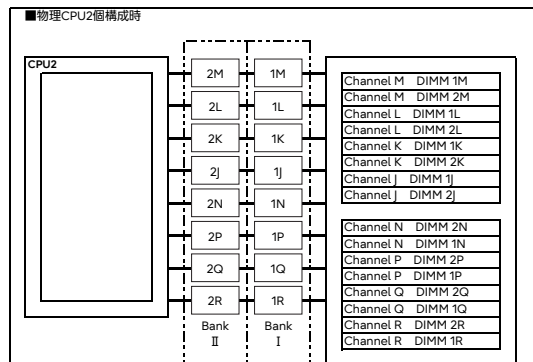 ■物理CPU2個構成時
CPU2
2M 1M
2L 1L
2K 1K
2J 1J
2N 1N
2P 1P
2Q 1Q
2R 1R
Bank Bank
Ⅱ Ⅰ
Channel M DIMM 1M
Channel M DIMM 2M
Channel L DIMM 1L
Channel L DIMM 2L
Channel K DIMM 1K
Channel K DIMM 2K
Channel J DIMM 1J
Channel J DIMM 2J
Channel N DIMM 2N
Channel N DIMM 1N
Channel P DIMM 2P
Channel P DIMM 1P
Channel Q DIMM 2Q
Channel Q DIMM 1Q
Channel R DIMM 2R
Channel R DIMM 1R